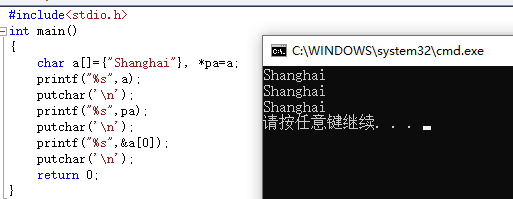 #include<stdio.h>
int main()
{
    char a[]={"Shanghai"}, *pa=a;
    printf("%s",a);
    putchar('\n');
    printf("%s",pa);
    putchar('\n');
    printf("%s",&a[0]);
    putchar('\n');
    return 0;
}
C:\WINDOWS\system32\cmd.exe
Shanghai
Shanghai
Shanghai
请按任意键继续. . .